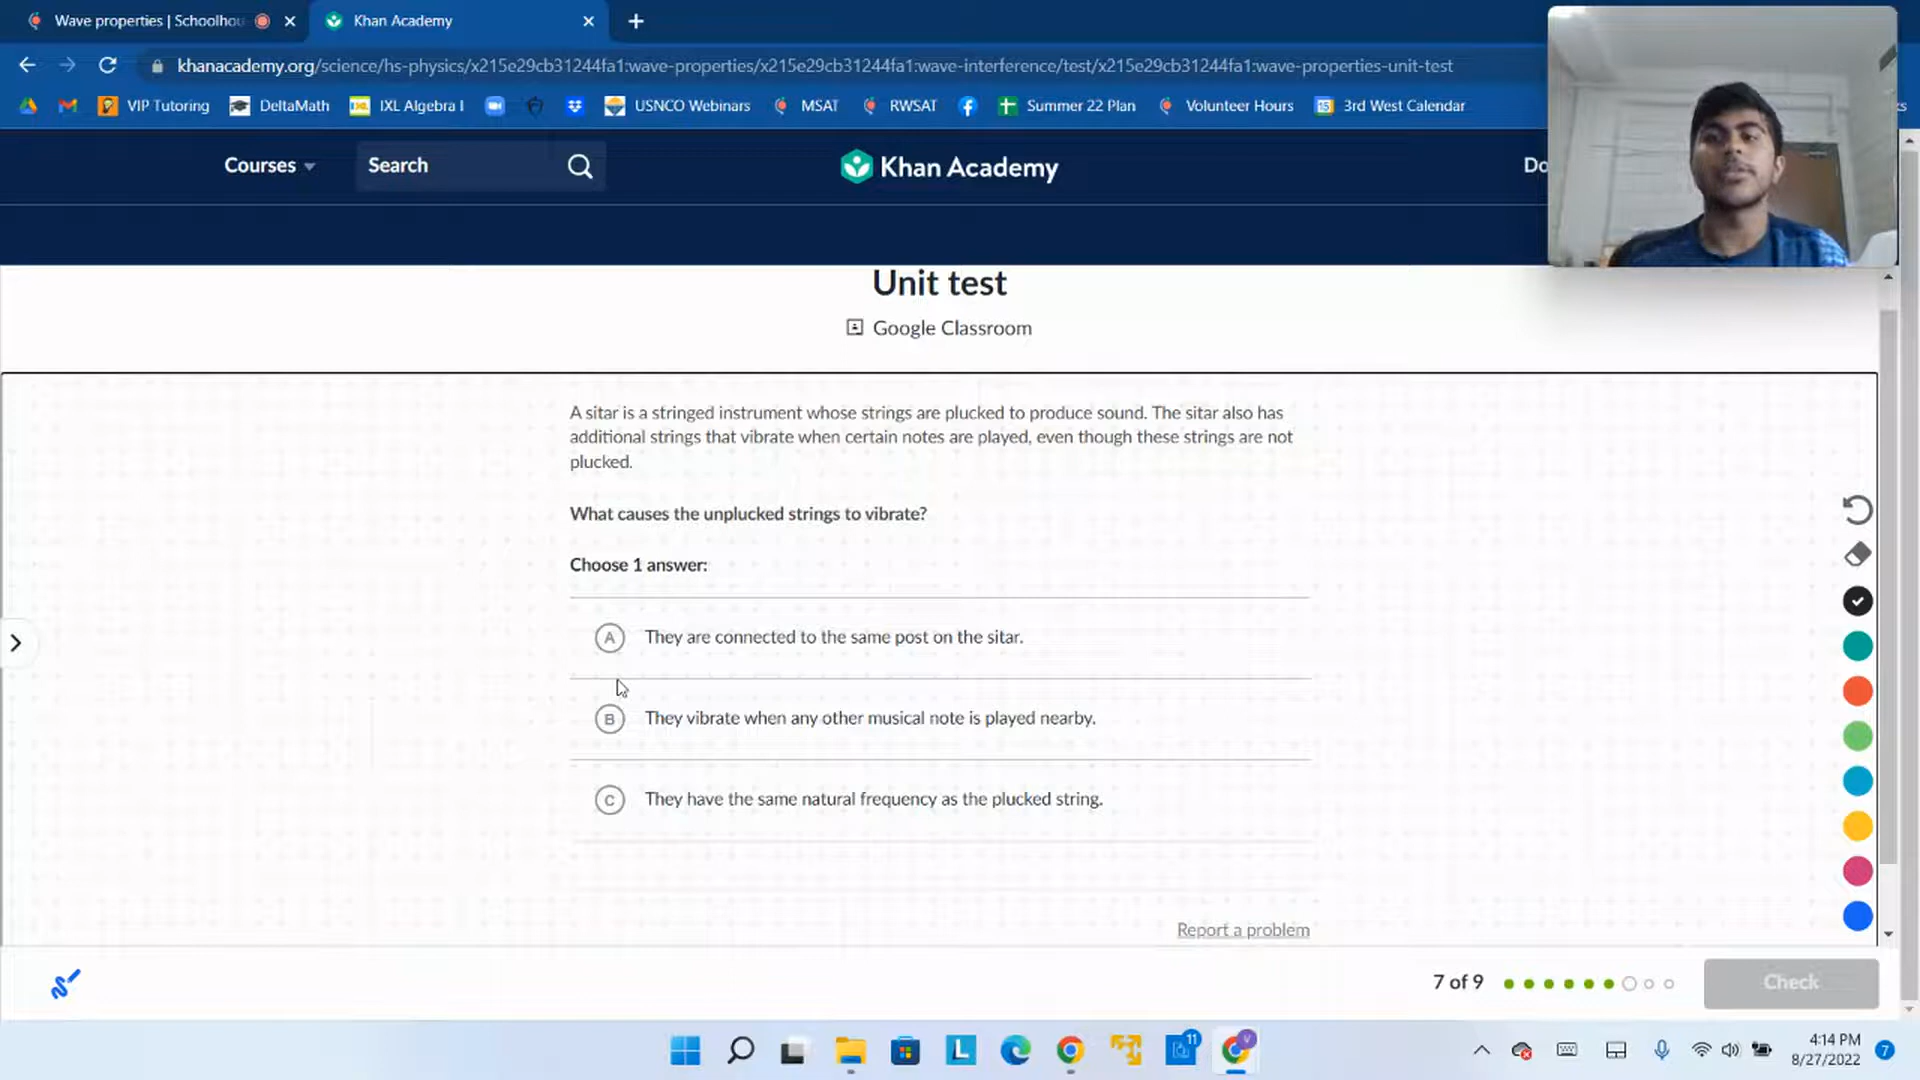 Wave properties | Schoolhou
Khan Academy
khanacademy.org/science/hs-physics/x215e29cb31244fa1:wave-properties/x215e29cb31244fa1:wave-interference/test/x215e29cb31244fa1:wave-properties-unit-test
VIP Tutoring DeltaMath IXL Algebra I USNCO Webinars MSAT RWSAT Summer 22 Plan Volunteer Hours 3rd West Calendar
Courses Search Khan Academy Do
Unit test
Google Classroom
A sitar is a stringed instrument whose strings are plucked to produce sound. The sitar also has
additional strings that vibrate when certain notes are played, even though these strings are not
plucked.
What causes the unplucked strings to vibrate?
Choose 1 answer:
A They are connected to the same post on the sitar.
B They vibrate when any other musical note is played nearby.
C They have the same natural frequency as the plucked string.
Report a problem
7 of 9 Check
4:14 PM
8/27/2022